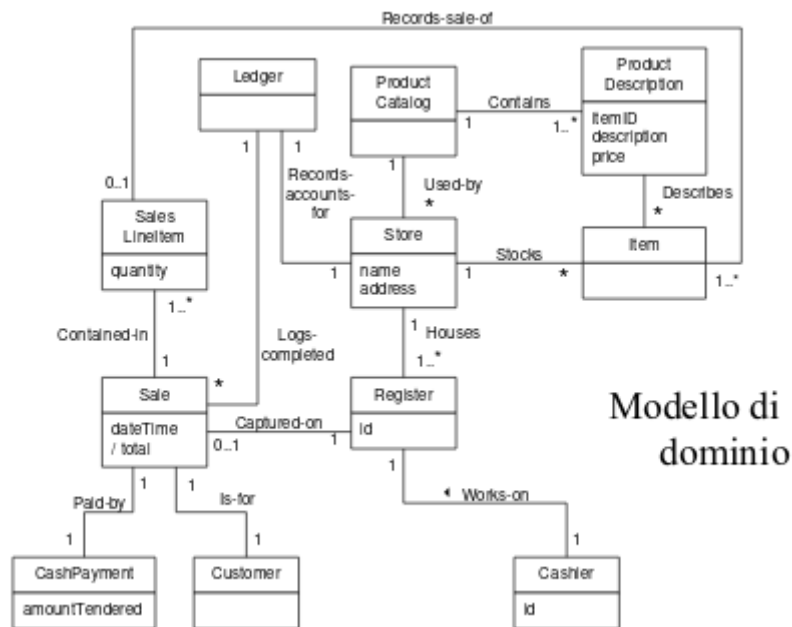 Records-sale-of
Ledger
Product
Catalog
Product
Description
itemID
description
price
Contains
1
1..*
1
1
1
Records-
accounts-
for
Used-by
*
Describes
*
0..1
Sales
LineItem
quantity
Store
name
address
Item
Stocks
1
1
*
1..*
1..*
Contained-in
1
Logs-
completed
*
1
Houses
1..*
Sale
dateTime
/ total
Register
id
Captured-on
0..1
1
Modello di
dominio
1
1
1
Paid-by
Is-for
◄ Works-on
1
1
1
CashPayment
amountTendered
Customer
Cashier
id